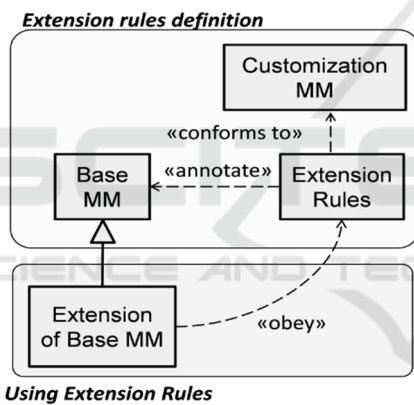 Extension rules definition
Customization
MM
«conforms to»
«annotate»
Base
MM
Extension
Rules
Extension
of Base MM
«obey»
Using Extension Rules